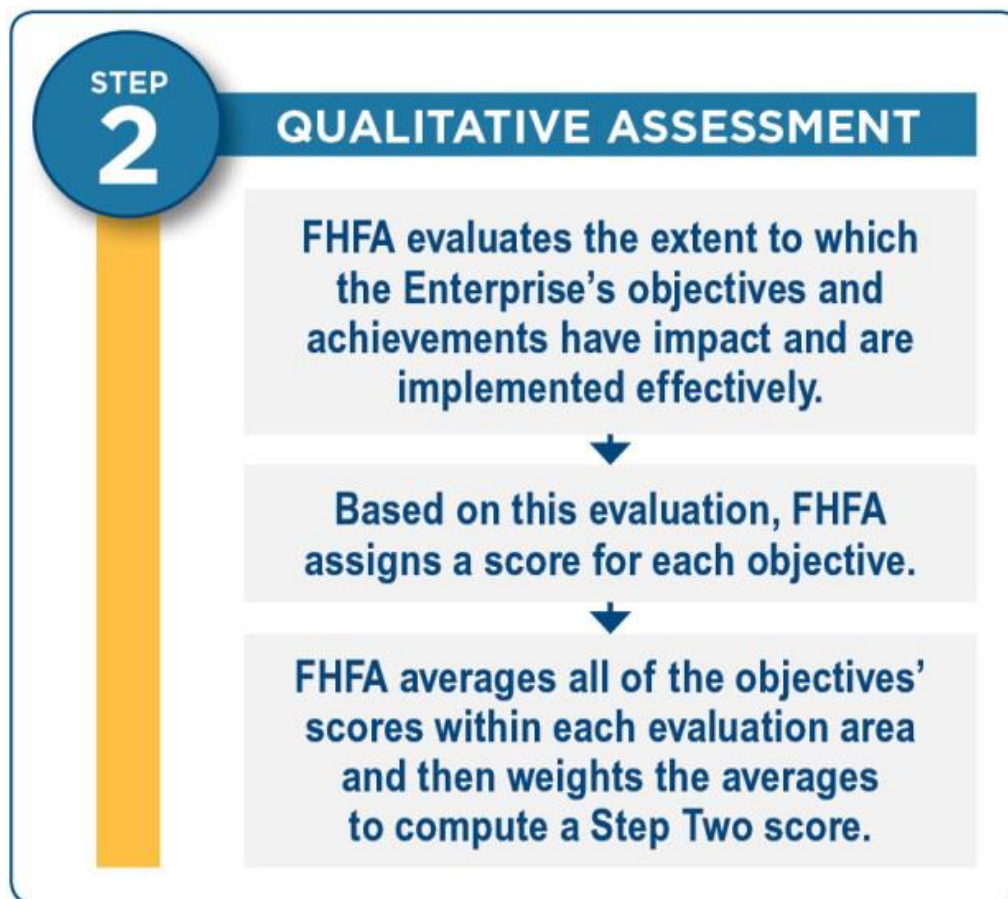 STEP
2
QUALITATIVE ASSESSMENT
FHFA evaluates the extent to which
the Enterprise’s objectives and
achievements have impact and are
implemented effectively.
Based on this evaluation, FHFA
assigns a score for each objective.
FHFA averages all of the objectives’
scores within each evaluation area
and then weights the averages
to compute a Step Two score.